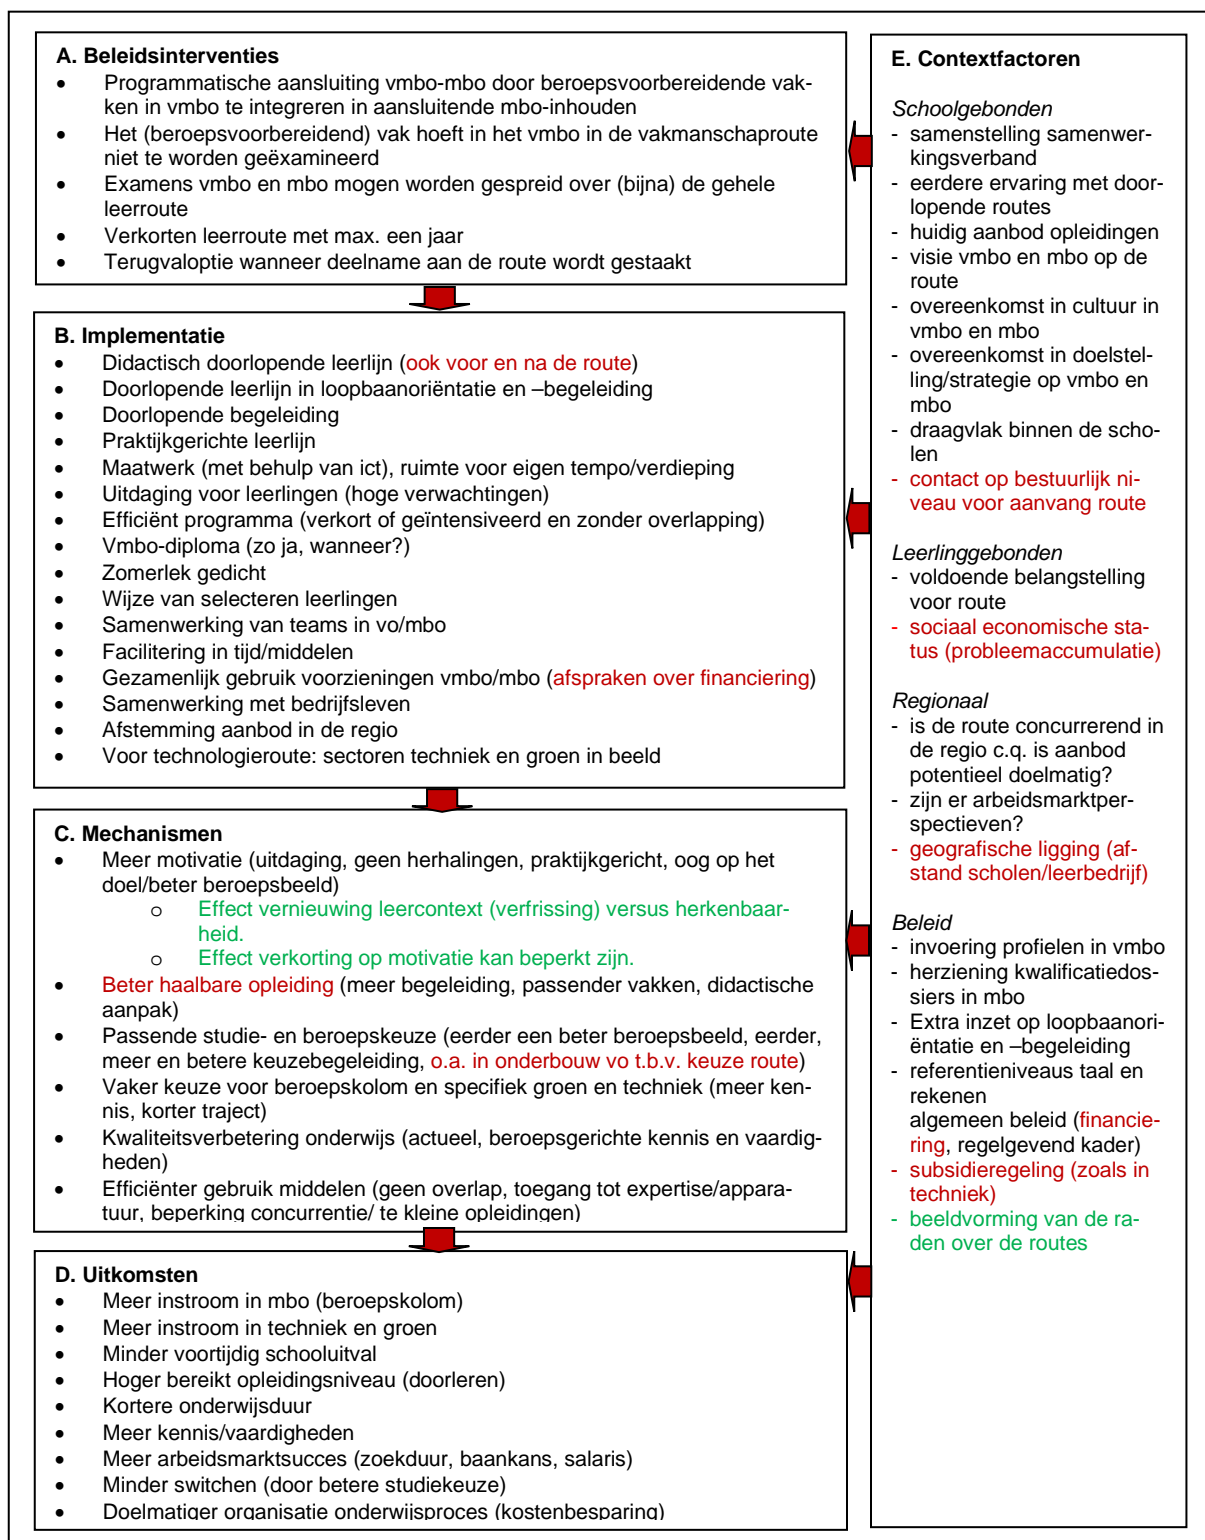 A. Beleidsinterventies
• Programmatische aansluiting vmbo-mbo door beroepsvoorbereidende vak-
ken in vmbo te integreren in aansluitende mbo-inhouden
• Het (beroepsvoorbereidend) vak hoeft in het vmbo in de vakmanschaproute
niet te worden geëxamineerd
• Examens vmbo en mbo mogen worden gespreid over (bijna) de gehele
leerroute
• Verkorten leerroute met max. een jaar
• Terugvaloptie wanneer deelname aan de route wordt gestaakt
B. Implementatie
• Didactisch doorlopende leerlijn (ook voor en na de route)
• Doorlopende leerlijn in loopbaanoriëntatie en –begeleiding
• Doorlopende begeleiding
• Praktijkgerichte leerlijn
• Maatwerk (met behulp van ict), ruimte voor eigen tempo/verdieping
• Uitdaging voor leerlingen (hoge verwachtingen)
• Efficiënt programma (verkort of geïntensiveerd en zonder overlapping)
• Vmbo-diploma (zo ja, wanneer?)
• Zomerlek gedicht
• Wijze van selecteren leerlingen
• Samenwerking van teams in vo/mbo
• Facilitering in tijd/middelen
• Gezamenlijk gebruik voorzieningen vmbo/mbo (afspraken over financiering)
• Samenwerking met bedrijfsleven
• Afstemming aanbod in de regio
• Voor technologieroute: sectoren techniek en groen in beeld
C. Mechanismen
• Meer motivatie (uitdaging, geen herhalingen, praktijkgericht, oog op het
doel/beter beroepsbeeld)
o Effect vernieuwing leercontext (verfrissing) versus herkenbaar-
heid.
o Effect verkorting op motivatie kan beperkt zijn.
• Beter haalbare opleiding (meer begeleiding, passender vakken, didactische
aanpak)
• Passende studie- en beroepskeuze (eerder een beter beroepsbeeld, eerder,
meer en betere keuzebegeleiding, o.a. in onderbouw vo t.b.v. keuze route)
• Vaker keuze voor beroepskolom en specifiek groen en techniek (meer ken-
nis, korter traject)
• Kwaliteitsverbetering onderwijs (actueel, beroepsgerichte kennis en vaardig-
heden)
• Efficiënter gebruik middelen (geen overlap, toegang tot expertise/appara-
tuur, beperking concurrentie/ te kleine opleidingen)
D. Uitkomsten
• Meer instroom in mbo (beroepskolom)
• Meer instroom in techniek en groen
• Minder voortijdig schooluitval
• Hoger bereikt opleidingsniveau (doorleren)
• Kortere onderwijsduur
• Meer kennis/vaardigheden
• Meer arbeidsmarktsucces (zoekduur, baankans, salaris)
• Minder switchen (door betere studiekeuze)
• Doelmatiger organisatie onderwijsproces (kostenbesparing)
E. Contextfactoren
Schoolgebonden
- samenstelling samenwer-
kingsverband
- eerdere ervaring met door-
lopende routes
- huidig aanbod opleidingen
- visie vmbo en mbo op de
route
- overeenkomst in cultuur in
vmbo en mbo
- overeenkomst in doelstel-
ling/strategie op vmbo en
mbo
- draagvlak binnen de scho-
len
- contact op bestuurlijk ni-
veau voor aanvang route
Leerlinggebonden
- voldoende belangstelling
voor route
- sociaal economische sta-
tus (probleemaccumulatie)
Regionaal
- is de route concurrerend in
de regio c.q. is aanbod
potentieel doelmatig?
- zijn er arbeidsmarktper-
spectieven?
- geografische ligging (af-
stand scholen/leerbedrijf)
Beleid
- invoering profielen in vmbo
- herziening kwalificatiedos-
siers in mbo
- Extra inzet op loopbaanori-
ëntatie en –begeleiding
- referentieniveaus taal en
rekenen
algemeen beleid (financie-
ring, regelgevend kader)
- subsidieregeling (zoals in
techniek)
- beeldvorming van de ra-
den over de routes